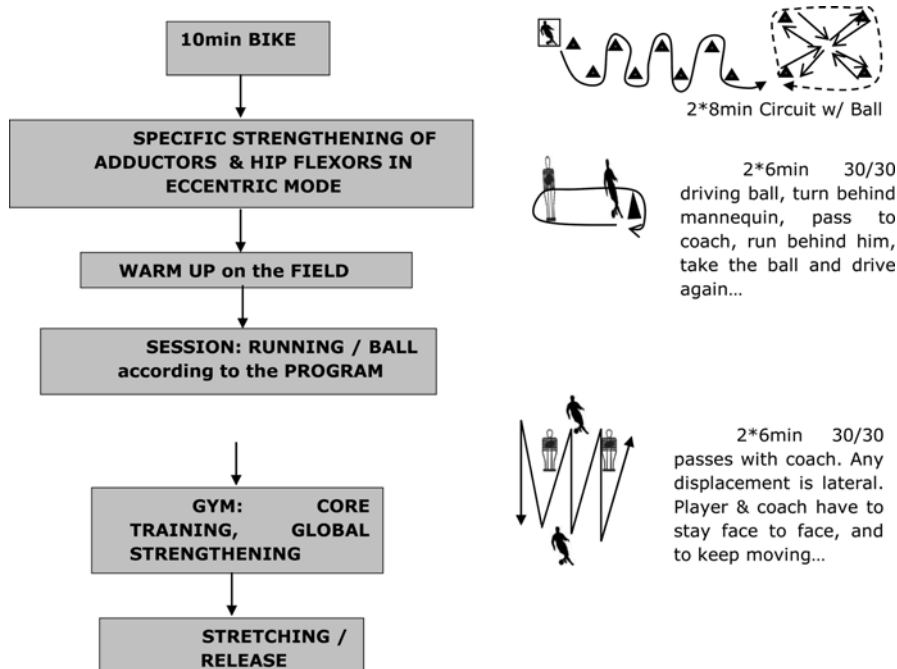 10min BIKE
SPECIFIC STRENGTHENING OF
ADDUCTORS & HIP FLEXORS IN
ECCENTRIC MODE
WARM UP on the FIELD
SESSION: RUNNING / BALL
according to the PROGRAM
GYM: CORE
TRAINING, GLOBAL
STRENGTHENING
STRETCHING /
RELEASE
2*8min Circuit w/ Ball
2*6min 30/30
driving ball, turn behind
mannequin, pass to
coach, run behind him,
take the ball and drive
again...
2*6min 30/30
passes with coach. Any
displacement is lateral.
Player & coach have to
stay face to face, and
to keep moving...